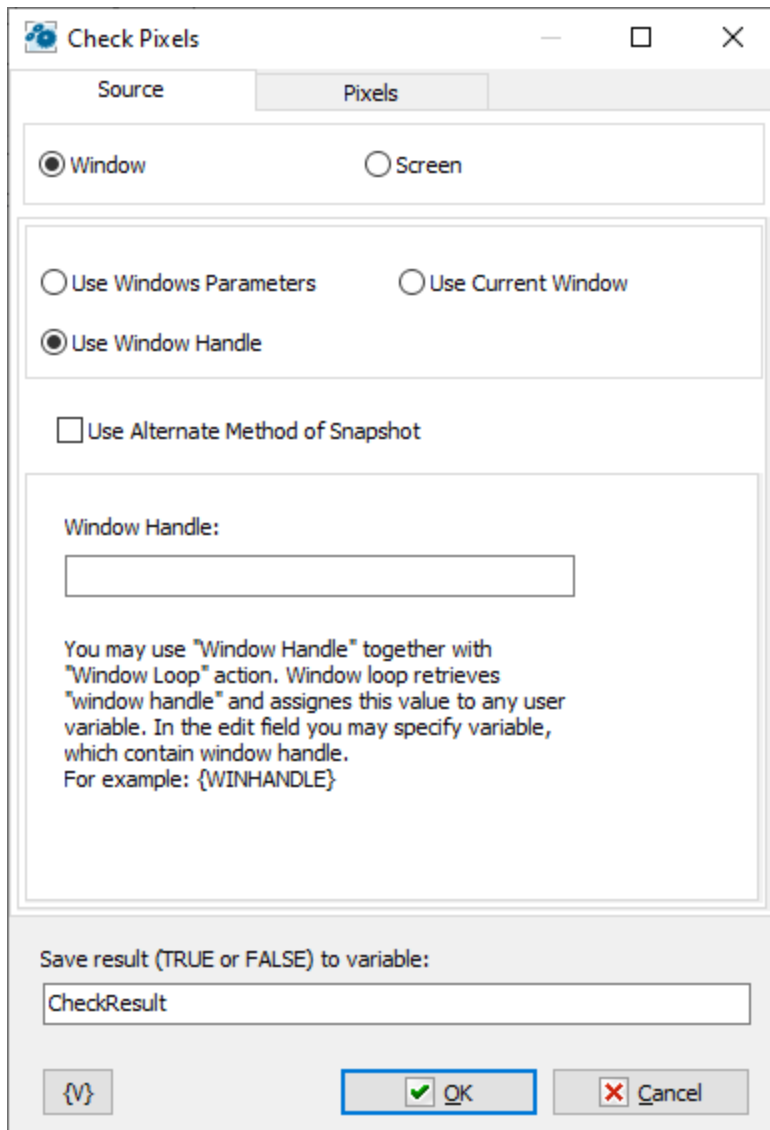 Check Pixels
Source
Pixels
Window
Screen
Use Windows Parameters
Use Current Window
Use Window Handle
Use Alternate Method of Snapshot
Window Handle:
You may use "Window Handle" together with
"Window Loop" action. Window loop retrieves
"window handle" and assignes this value to any user
variable. In the edit field you may specify variable,
which contain window handle.
For example: {WINHANDLE}
Save result (TRUE or FALSE) to variable:
CheckResult
{V}
OK
Cancel